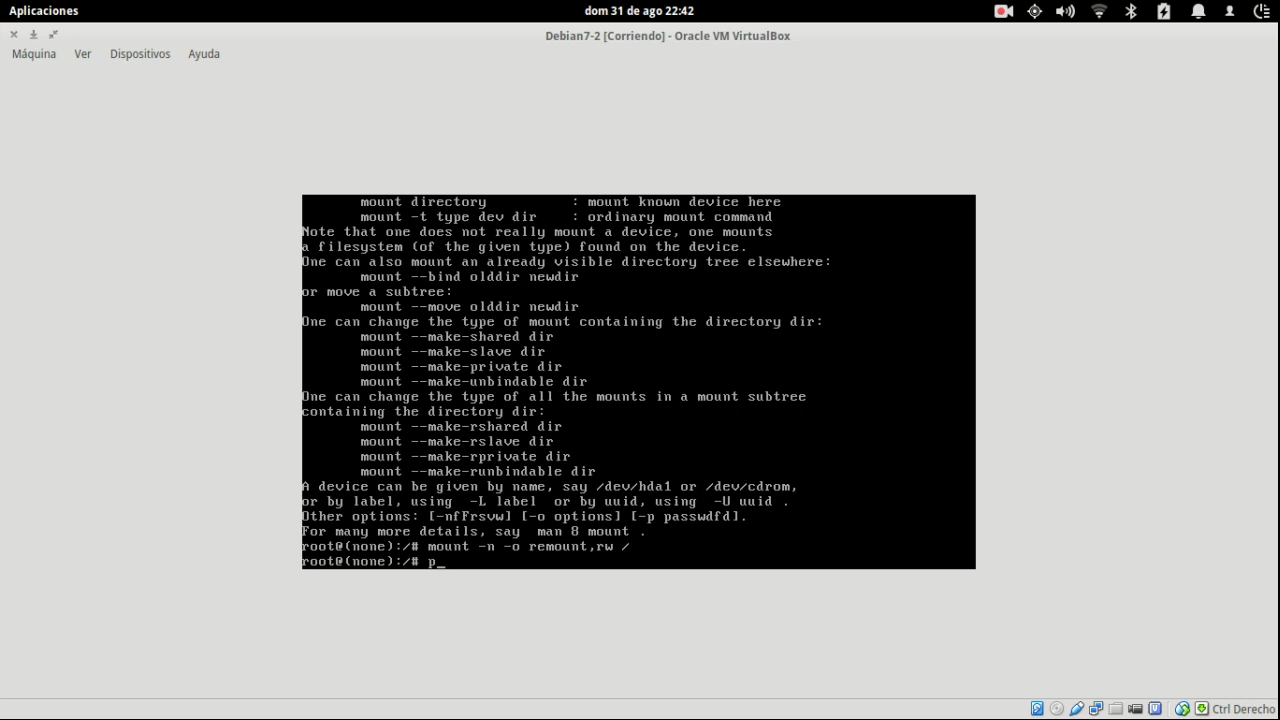 Aplicaciones
dom 31 de ago 22:42
Debian7-2 [Corriendo] - Oracle VM VirtualBox
Máquina Ver Dispositivos Ayuda
mount directory : mount known device here
mount -t type dev dir : ordinary mount command
Note that one does not really mount a device, one mounts
a filesystem (of the given type) found on the device.
One can also mount an already visible directory tree elsewhere:
mount --bind olddir newdir
or move a subtree:
mount --move olddir newdir
One can change the type of mount containing the directory dir:
mount --make-shared dir
mount --make-slave dir
mount --make-private dir
mount --make-unbindable dir
One can change the type of all the mounts in a mount subtree
containing the directory dir:
mount --make-rshared dir
mount --make-rslave dir
mount --make-rprivate dir
mount --make-runbindable dir
A device can be given by name, say /dev/hda1 or /dev/cdrom,
or by label, using -L label or by uuid, using -U uuid .
Other options: [-nfFrsvw] [-o options] [-p passwdfd].
For many more details, say man 8 mount .
root@(none):/# mount -n -o remount,rw /
root@(none):/# p_
Ctrl Derecho